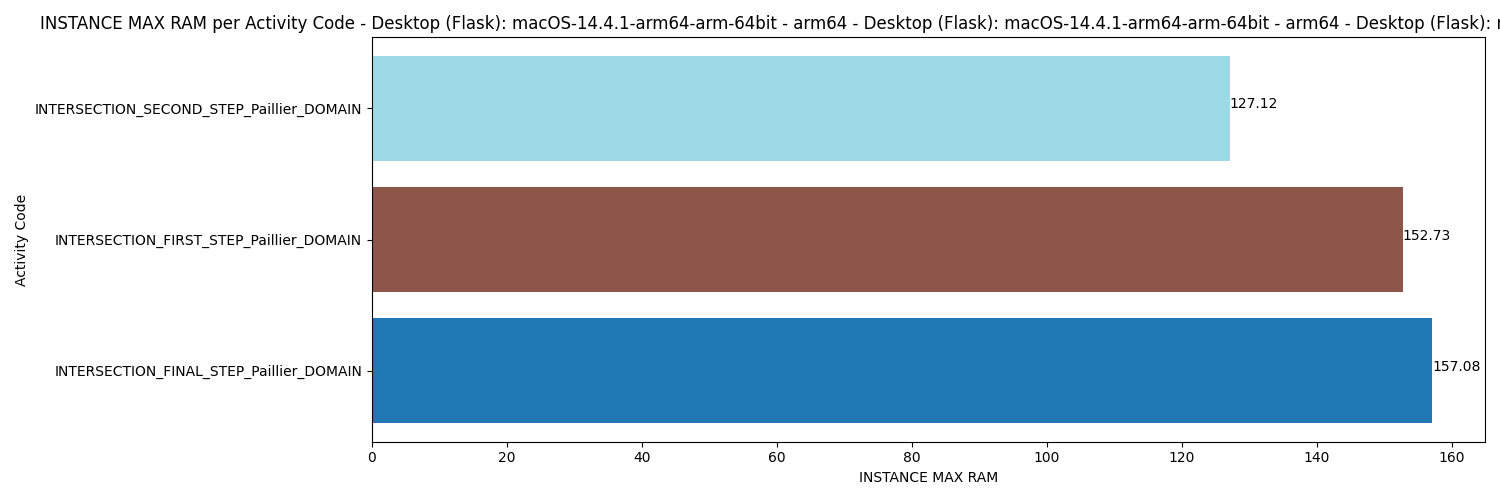 INSTANCE MAX RAM per Activity Code - Desktop (Flask): macOS-14.4.1-arm64-arm-64bit - arm64 - Desktop (Flask): macOS-14.4.1-arm64-arm-64bit - arm64 - Desktop (Flask):
INTERSECTION_SECOND_STEP_Paillier_DOMAIN
127.12
INTERSECTION_FIRST_STEP_Paillier_DOMAIN
152.73
INTERSECTION_FINAL_STEP_Paillier_DOMAIN
157.08
Activity Code
0 20 40 60 80 100 120 140 160
INSTANCE MAX RAM